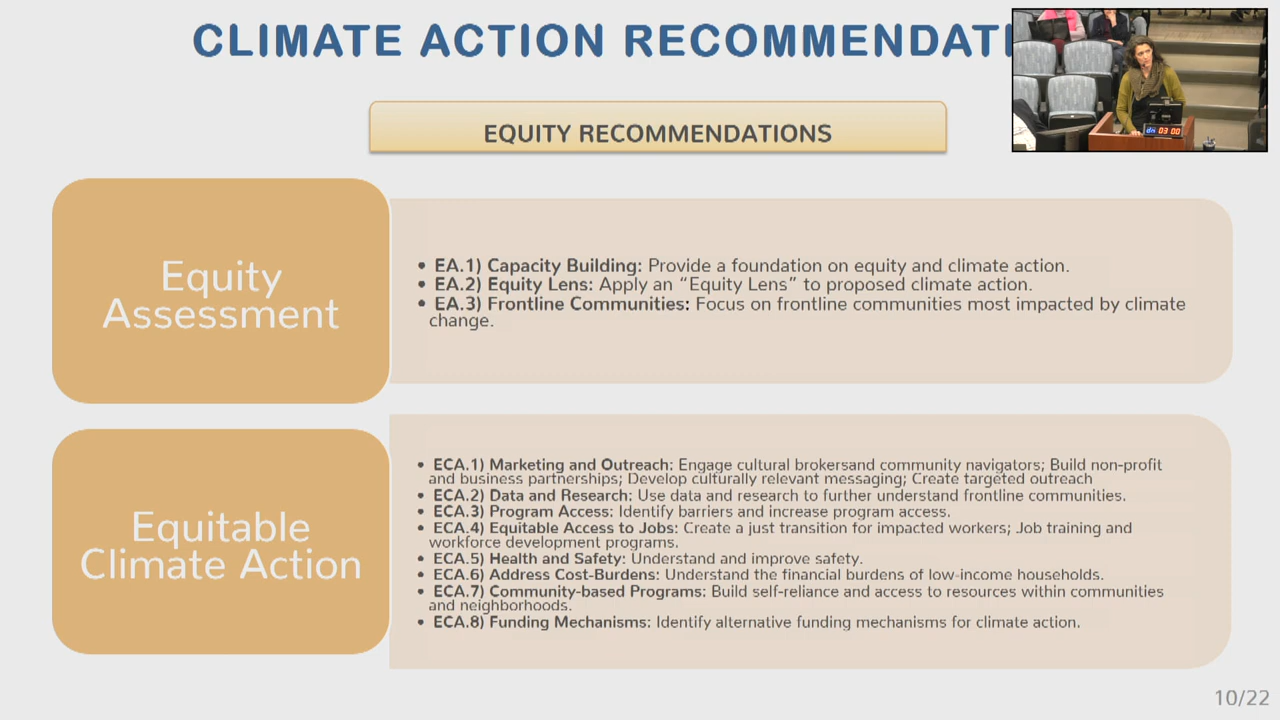 CLIMATE ACTION RECOMMENDATI
EQUITY RECOMMENDATIONS
03 00
Equity
Assessment
• EA.1) Capacity Building: Provide a foundation on equity and climate action.
• EA.2) Equity Lens: Apply an “Equity Lens” to proposed climate action.
• EA.3) Frontline Communities: Focus on frontline communities most impacted by climate
change.
Equitable
Climate Action
• ECA.1) Marketing and Outreach: Engage cultural brokersand community navigators; Build non-profit
and business partnerships; Develop culturally relevant messaging; Create targeted outreach
• ECA.2) Data and Research: Use data and research to further understand frontline communities.
• ECA.3) Program Access: Identify barriers and increase program access.
• ECA.4) Equitable Access to Jobs: Create a just transition for impacted workers; Job training and
workforce development programs.
• ECA.5) Health and Safety: Understand and improve safety.
• ECA.6) Address Cost-Burdens: Understand the financial burdens of low-income households.
• ECA.7) Community-based Programs: Build self-reliance and access to resources within communities
and neighborhoods.
• ECA.8) Funding Mechanisms: Identify alternative funding mechanisms for climate action.
10/22